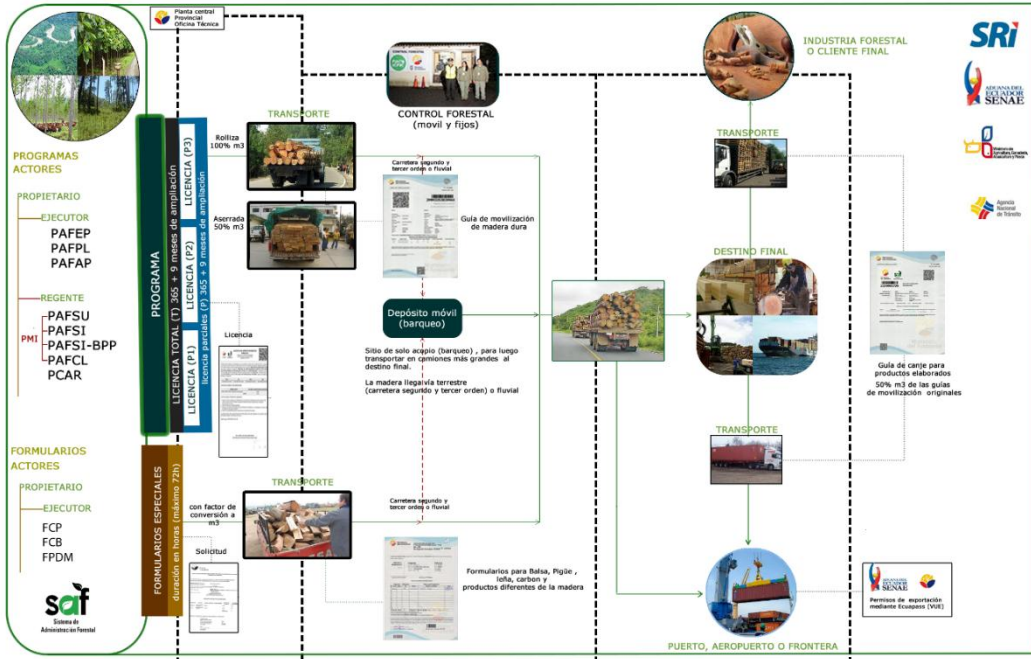 Planta central
Provincial
Oficina Técnica
INDUSTRIA FORESTAL
O CLIENTE FINAL
SRi
ADUANA DEL
ECUADOR
SENAE
Agencia
Nacional
de Tránsito
CONTROL FORESTAL
(movil y fijos)
TRANSPORTE
TRANSPORTE
PROGRAMAS
ACTORES
PROPIETARIO
EJECUTOR
PAFEP
PAFPL
PAFAP
REGENTE
PMI
PAFSU
PAFSI
PAFSI-BPP
PAFCL
PCAR
PROGRAMA
LICENCIA TOTAL (T) 365 + 9 meses de ampliación
licencia parciales (P) 365 + 9 meses de ampliación
LICENCIA (P3)
LICENCIA (P2)
LICENCIA (P1)
Rolliza
100% m3
Aserrada
50% m3
Carretera segundo y
tercer orden o fluvial
Guía de movilización
de madera dura
Depósito móvil
(barqueo)
Sitio de solo acopio (barqueo) , para luego
transportar en camiones más grandes al
destino final.
La madera llegalvía terrestre
(carretera segundo y tercer orden) o fluvial
DESTINO FINAL
Guía de canje para
productos elaborados
50% m3 de las guías
de movilización originales
Licencia
TRANSPORTE
FORMULARIOS
ACTORES
PROPIETARIO
EJECUTOR
FCP
FCB
FPDM
saf
Sistema de
Administración Forestal
FORMULARIOS ESPECIALES
duración en horas (máximo 72h)
con factor de
conversión a
m3
Solicitud
TRANSPORTE
Carretera segundo y
tercer orden o fluvial
Formularios para Balsa, Pigüe ,
leña, carbon y
productos diferentes de la madera
ADUANA DEL
ECUADOR
SENAE
Permisos de exportación
mediante Ecuapass (VUE)
PUERTO, AEROPUERTO O FRONTERA